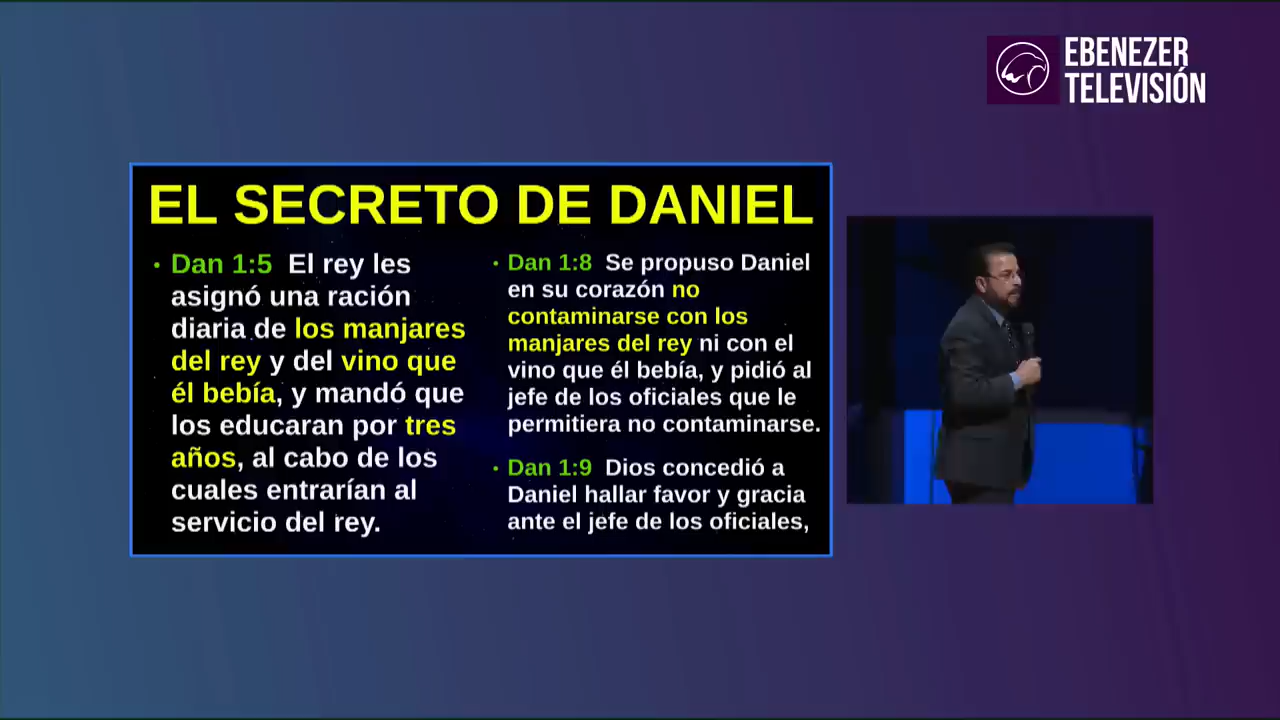 EBENEZER
TELEVISIÓN
EL SECRETO DE DANIEL
• Dan 1:5 El rey les
asignó una ración
diaria de los manjares
del rey y del vino que
él bebía, y mandó que
los educaran por tres
años, al cabo de los
cuales entrarían al
servicio del rey.
• Dan 1:8 Se propuso Daniel
en su corazón no
contaminarse con los
manjares del rey ni con el
vino que él bebía, y pidió al
jefe de los oficiales que le
permitiera no contaminarse.
• Dan 1:9 Dios concedió a
Daniel hallar favor y gracia
ante el jefe de los oficiales,